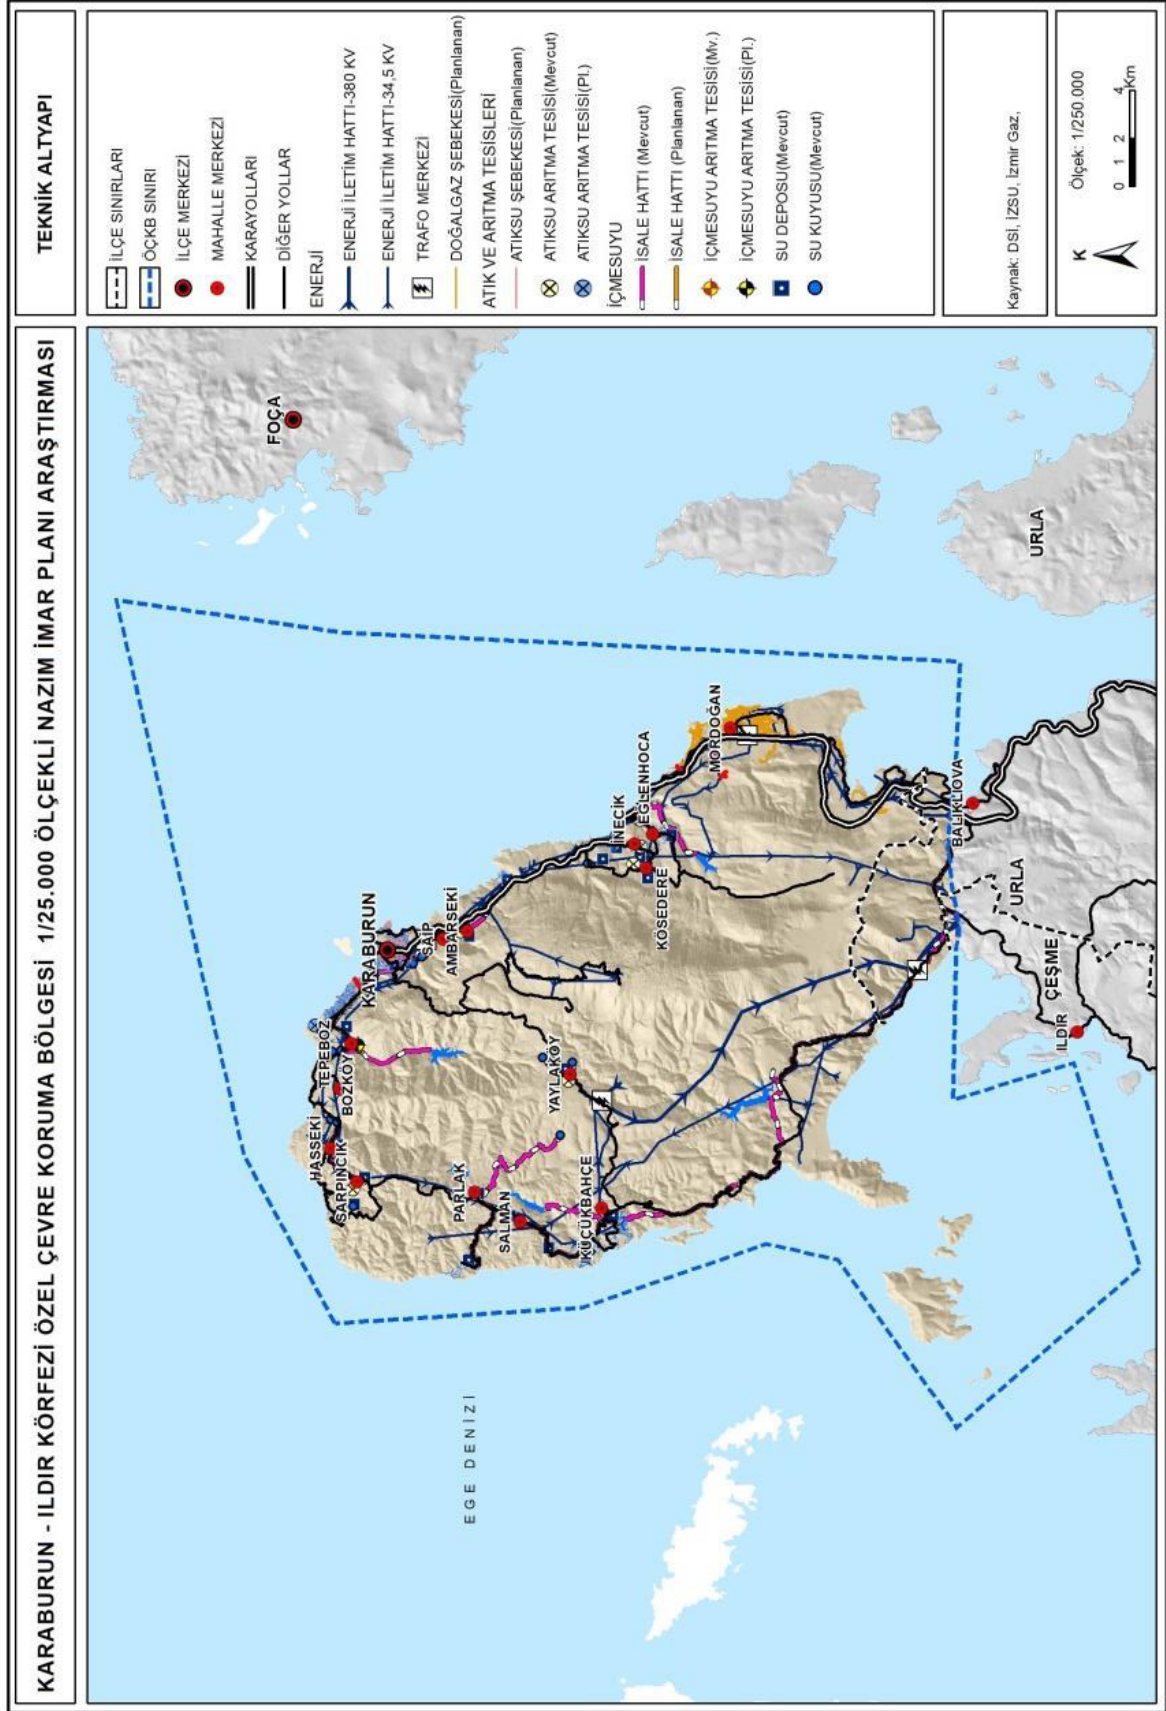 KARABURUN - ILDIR KÖRFEZİ ÖZEL ÇEVRE KORUMA BÖLGESİ 1/25.000 ÖLÇEKLİ NAZIM İMAR PLANI ARAŞTIRMASI
TEKNİK ALTYAPI
FOÇA
URLA
KARABURUN
SAİP
AMBARSEKİ
TEPEBOZ
BOZKÖY
HASSEKİ
SARPINCIK
PARLAK
SALMAN
YAYLAKÖY
KÜÇÜKBAHÇE
İNECİK
EĞLENHOCA
KÖSEDERE
MORDOĞAN
BALIKLIOVA
URLA
ÇEŞME
ILDIR
EGE DENİZİ
İLÇE SINIRLARI
ÖÇKB SINIRI
İLÇE MERKEZİ
MAHALLE MERKEZİ
KARAYOLLARI
DİĞER YOLLAR
ENERJİ
ENERJİ İLETİM HATTI-380 KV
ENERJİ İLETİM HATTI-34,5 KV
TRAFO MERKEZİ
DOĞALGAZ ŞEBEKESİ(Planlanan)
ATIK VE ARITMA TESİSLERİ
ATIKSU ŞEBEKESİ(Planlanan)
ATIKSU ARITMA TESİSİ(Mevcut)
ATIKSU ARITMA TESİSİ(Pl.)
İÇMESUYU
İSALE HATTI (Mevcut)
İSALE HATTI (Planlanan)
İÇMESUYU ARITMA TESİSİ(Mv.)
İÇMESUYU ARITMA TESİSİ(Pl.)
SU DEPOSU(Mevcut)
SU KUYUSU(Mevcut)
Kaynak: DSİ, İZSU, İzmir Gaz,
K
Ölçek: 1/250.000
0 1 2 4
Km